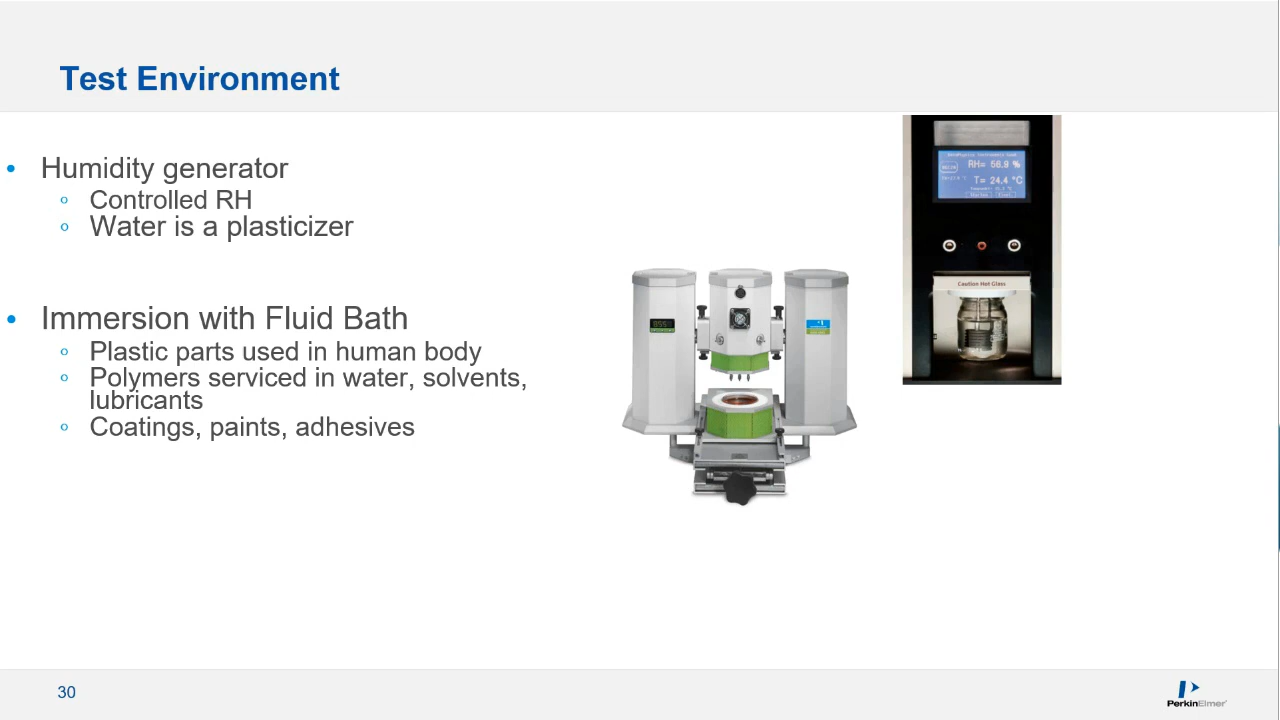 Test Environment
Humidity generator
Controlled RH
Water is a plasticizer
Immersion with Fluid Bath
Plastic parts used in human body
Polymers serviced in water, solvents,
lubricants
Coatings, paints, adhesives
RH= 56.9 %
T= 24.4 °C
Caution Hot Glass
30
PerkinElmer